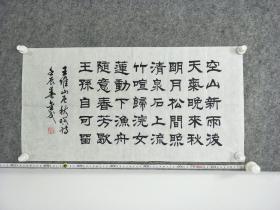 空山新雨後
天氣晚來秋
明月松間照
清泉石上流
竹喧歸浣女
蓮動下漁舟
隨意春芳歇
王孫自可留
王維山居秋暝詩